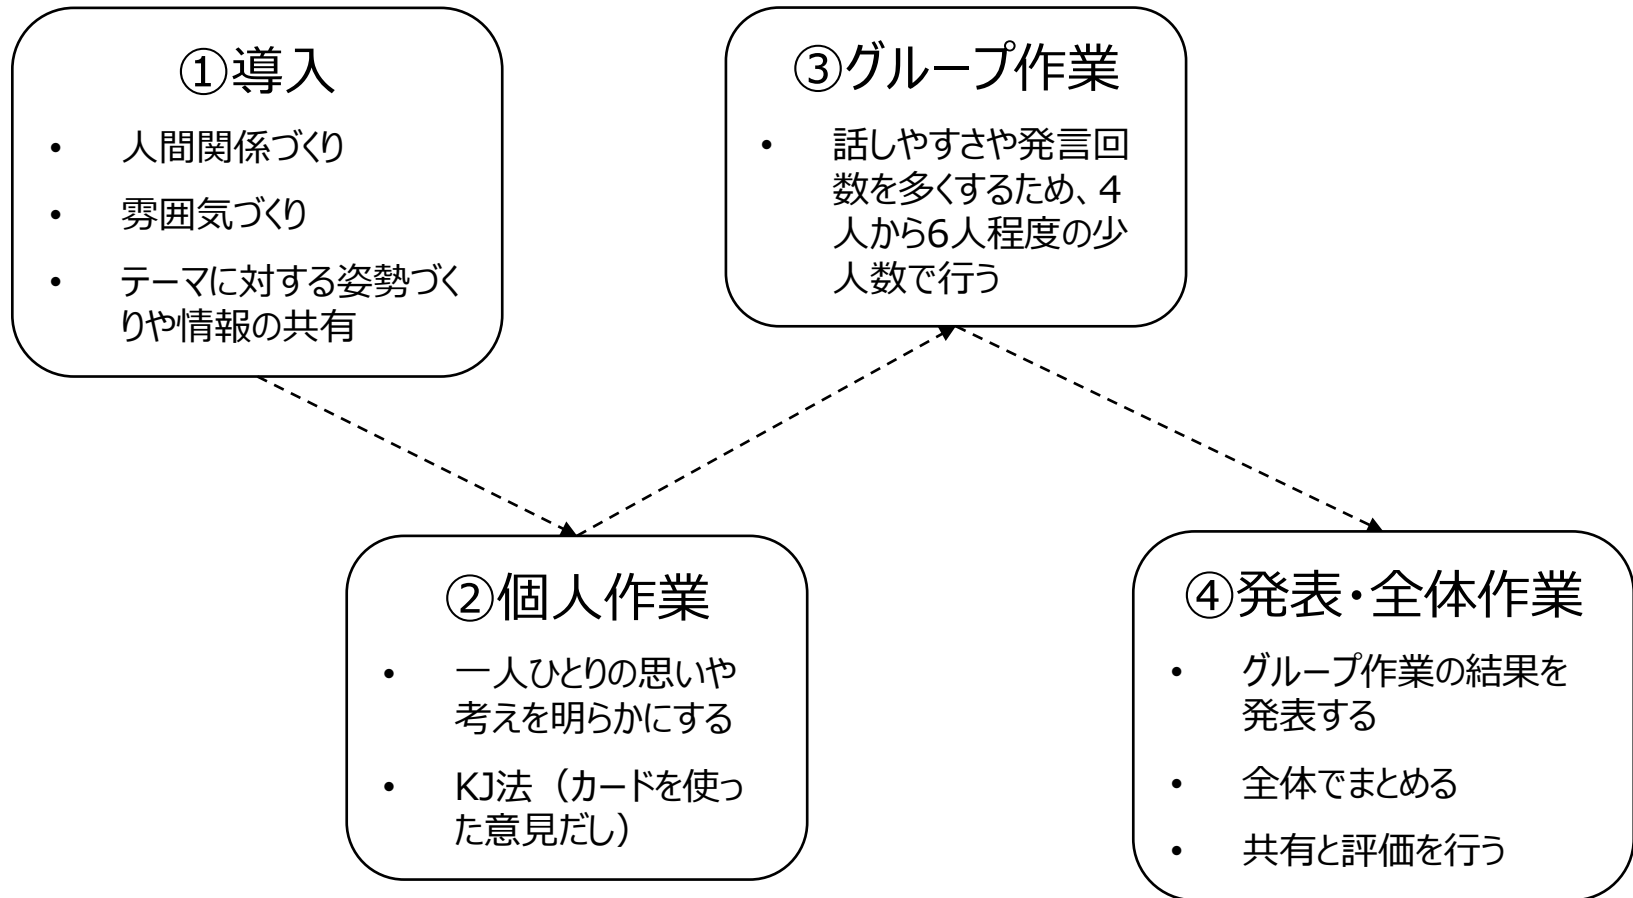 ①導入
• 人間関係づくり
• 雰囲気づくり
• テーマに対する姿勢づく
りや情報の共有
②個人作業
• 一人ひとりの思いや
考えを明らかにする
• KJ法（カードを使っ
た意見だし）
③グループ作業
• 話しやすさや発言回
数を多くするため、４
人から6人程度の少
人数で行う
④発表・全体作業
• グループ作業の結果を
発表する
• 全体でまとめる
• 共有と評価を行う